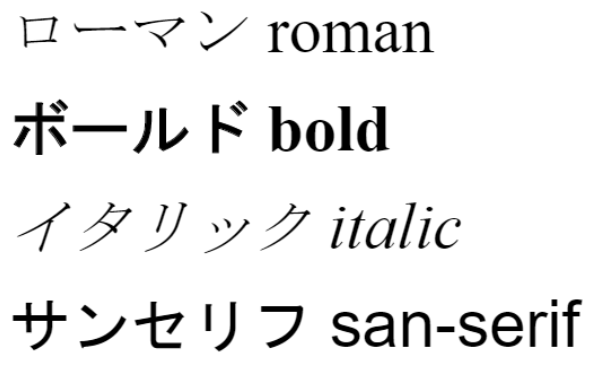 ローマン roman
ボールド bold
イタリック italic
サンセリフ san-serif